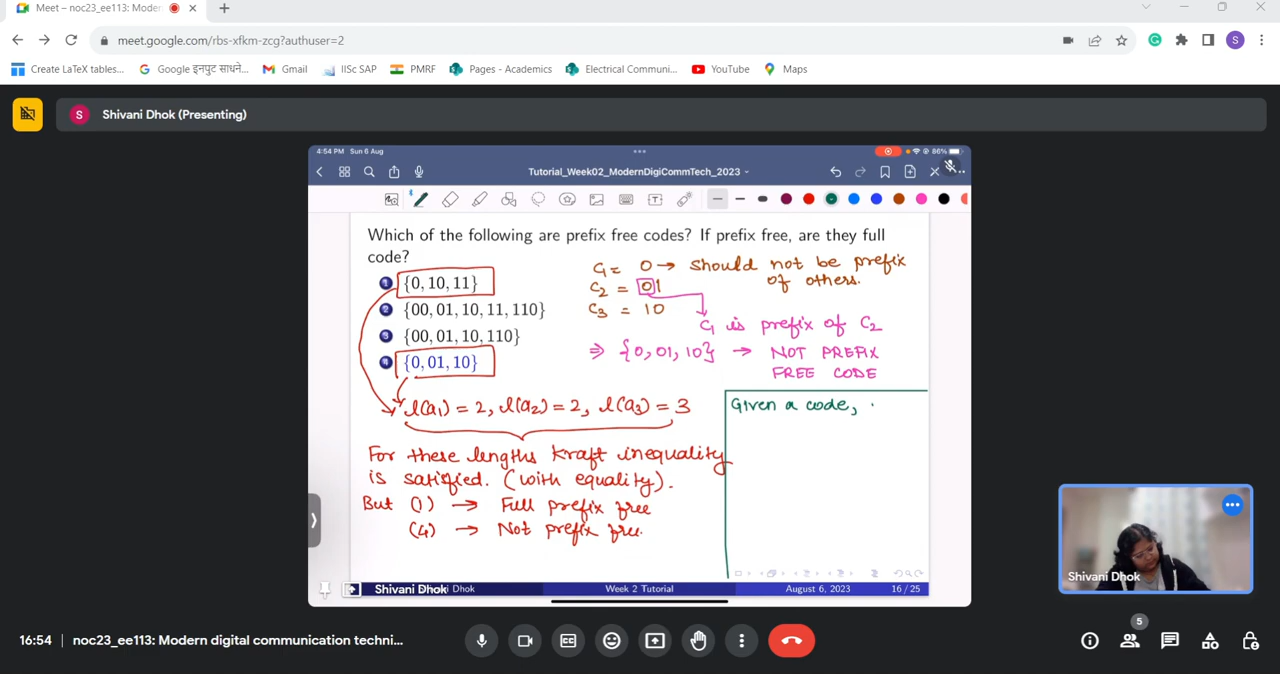 Meet – noc23_ee113: Modern
meet.google.com/rbs-xfkm-zcg?authuser=2
Create LaTeX tables... Google इनपुट साधने... Gmail IISc SAP PMRF Pages - Academics Electrical Communi... YouTube Maps
S Shivani Dhok (Presenting)
4:54 PM Sun 6 Aug 86%
Tutorial_Week02_ModernDigiCommTech_2023
Which of the following are prefix free codes? If prefix free, are they full
code?
1 {0, 10, 11}
2 {00, 01, 10, 11, 110}
3 {00, 01, 10, 110}
4 {0, 01, 10}
C1 = 0 → should not be prefix
of others.
C2 = 01
C3 = 10
C1 is prefix of C2
⇒ {0, 01, 10} → NOT PREFIX
FREE CODE
l(a1) = 2, l(a2) = 2, l(a3) = 3
For these lengths Kraft inequality
is satisfied. (with equality).
But (1) → Full prefix free
(4) → Not prefix free.
Given a code,
Shivani Dhok Week 2 Tutorial August 6, 2023 16 / 25
Shivani Dhok
16:54 noc23_ee113: Modern digital communication techni...
5